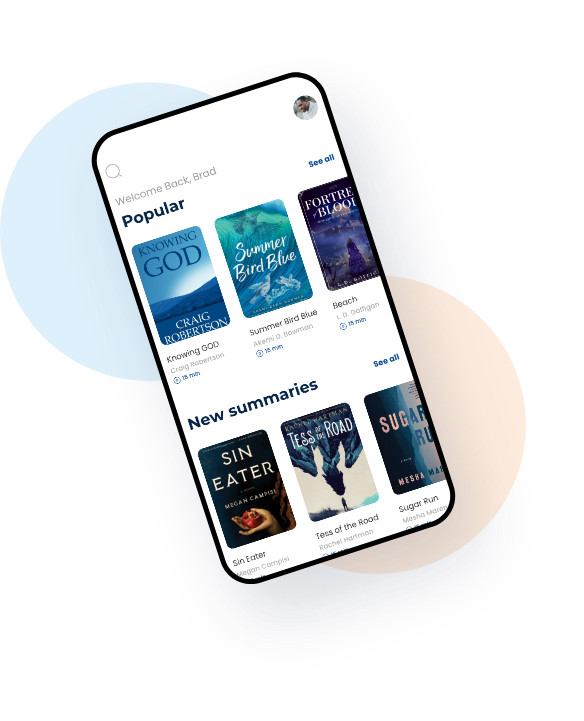 Welcome Back, Brad
Popular
See all
KNOWING
GOD
CRAIG
ROBERTSON
Knowing GOD
Craig Robertson
15 min
Summer
Bird Blue
Summer Bird Blue
Akemi D. Bowman
15 min
FORTRE
of BLOOD
Beach
L. D. Goffigan
15 min
New summaries
See all
SIN
EATER
MEGAN CAMPISI
Sin Eater
Megan Campisi
RACHEL HARTMAN
TESS OF THE ROAD
Tess of the Road
Rachel Hartman
SUGAR
RU
MESHA MAR
Sugar Run
Mesha Maren